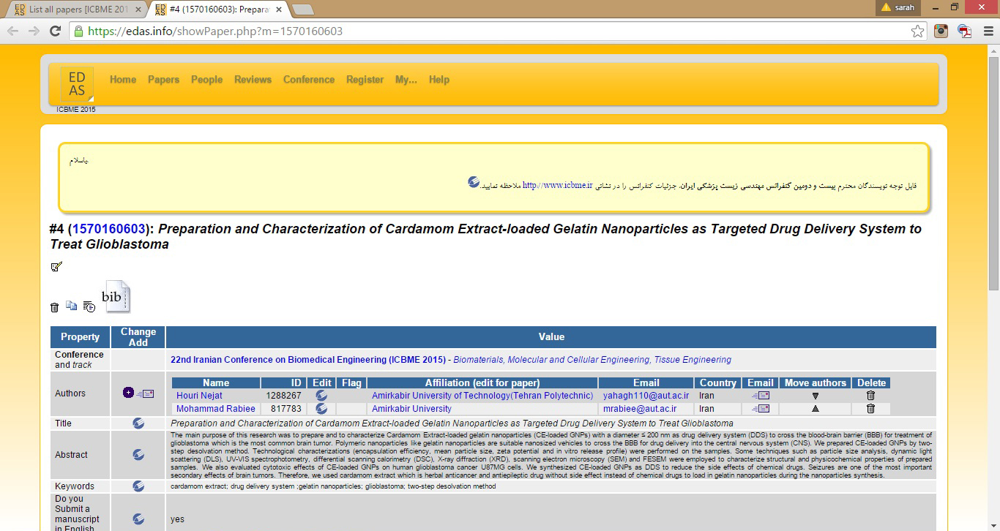 List all papers [ICBME 201
#4 (1570160603): Prepara
sarah
https://edas.info/showPaper.php?m=1570160603
ED
AS
Home Papers People Reviews Conference Register My... Help
ICBME 2015
باسلام.
قابل توجه نویسندگان محترم بیست و دومین کنفرانس مهندسی زیست پزشکی ایران، جزئیات کنفرانس را در نشانی http://www.icbme.ir ملاحظه نمایید.
#4 (1570160603): Preparation and Characterization of Cardamom Extract-loaded Gelatin Nanoparticles as Targeted Drug Delivery System to
Treat Glioblastoma
bib
Property Change Add Value
Conference and track 22nd Iranian Conference on Biomedical Engineering (ICBME 2015) - Biomaterials, Molecular and Cellular Engineering, Tissue Engineering
Name ID Edit Flag Affiliation (edit for paper) Email Country Email Move authors Delete
Authors Houri Nejat 1288267 Amirkabir University of Technology(Tehran Polytechnic) yahagh110@aut.ac.ir Iran
Mohammad Rabiee 817783 Amirkabir University mrabiee@aut.ac.ir Iran
Title Preparation and Characterization of Cardamom Extract-loaded Gelatin Nanoparticles as Targeted Drug Delivery System to Treat Glioblastoma
Abstract
The main purpose of this research was to prepare and to characterize Cardamom Extract-loaded gelatin nanoparticles (CE-loaded GNPs) with a diameter ≤ 200 nm as drug delivery system (DDS) to cross the blood-brain barrier (BBB) for treatment of
glioblastoma which is the most common brain tumor. Polymeric nanoparticles like gelatin nanoparticles are suitable nanosized vehicles to cross the BBB for drug delivery into the central nervous system (CNS). We prepared CE-loaded GNPs by two-
step desolvation method. Technological characterizations (encapsulation efficiency, mean particle size, zeta potential and in vitro release profile) were performed on the samples. Some techniques such as particle size analysis, dynamic light
scattering (DLS), UV-VIS spectrophotometry, differential scanning calorimetry (DSC), X-ray diffraction (XRD), scanning electron microscopy (SEM) and FESEM were employed to characterize structural and physicochemical properties of prepared
samples. We also evaluated cytotoxic effects of CE-loaded GNPs on human glioblastoma cancer U87MG cells. We synthesized CE-loaded GNPs as DDS to reduce the side effects of chemical drugs. Seizures are one of the most important
secondary effects of brain tumors. Therefore, we used cardamom extract which is herbal anticancer and antiepileptic drug without side effect instead of chemical drugs to load in gelatin nanoparticles during the nanoparticles synthesis.
Keywords cardamom extract; drug delivery system ;gelatin nanoparticles; glioblastoma; two-step desolvation method
Do you
Submit a
manuscript
in English
yes